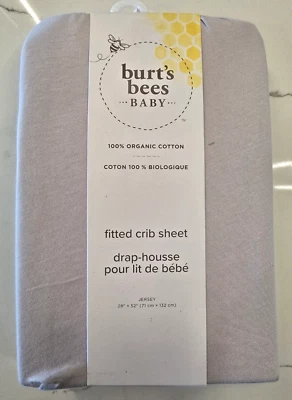 burt's
bees
BABY
100% ORGANIC COTTON
COTON 100 % BIOLOGIQUE
fitted crib sheet
drap-housse
pour lit de bébé
JERSEY
28" x 52" (71 cm x 132 cm)